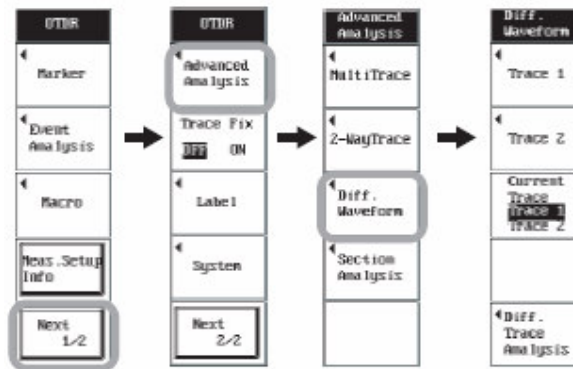 OTDR
Marker
Event
Analysis
Macro
Meas.Setup
Info
Next
1/2
OTDR
Advanced
Analysis
Trace Fix
OFF ON
Label
System
Next
2/2
Advanced
Analysis
MultiTrace
2-WayTrace
Diff.
Waveform
Section
Analysis
Diff.
Waveform
Trace 1
Trace 2
Current
Trace
Trace 1
Trace 2
Diff.
Trace
Analysis